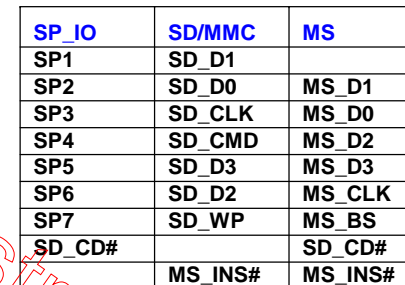 SP_IO SD/MMC MS
SP1 SD_D1
SP2 SD_D0 MS_D1
SP3 SD_CLK MS_D0
SP4 SD_CMD MS_D2
SP5 SD_D3 MS_D3
SP6 SD_D2 MS_CLK
SP7 SD_WP MS_BS
SD_CD# SD_CD#
MS_INS# MS_INS#